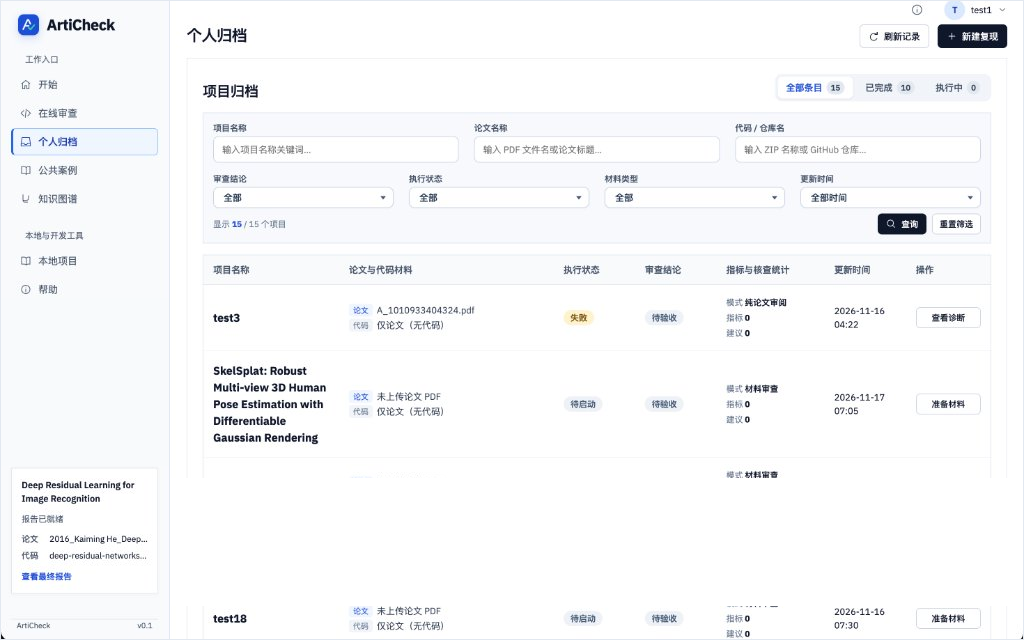 ArtiCheck
工作入口
开始
在线审查
个人归档
公共案例
知识图谱
本地与开发工具
本地项目
帮助
Deep Residual Learning for
Image Recognition
报告已就绪
论文 2016_Kaiming He_Deep...
代码 deep-residual-networks...
查看最终报告
ArtiCheck v0.1
T test1
个人归档
刷新记录
新建复现
项目归档
全部条目 15
已完成 10
执行中 0
项目名称 论文名称 代码 / 仓库名
输入项目名称关键词... 输入 PDF 文件名或论文标题... 输入 ZIP 名称或 GitHub 仓库...
审查结论 执行状态 材料类型 更新时间
全部 全部 全部 全部时间
显示 15 / 15 个项目
查询 重置筛选
项目名称 论文与代码材料 执行状态 审查结论 指标与核查统计 更新时间 操作
test3
论文 A_1010933404324.pdf
代码 仅论文（无代码）
失败
待验收
模式 纯论文审阅
指标 0
建议 0
2026-11-16
04:22
查看诊断
SkelSplat: Robust
Multi-view 3D Human
Pose Estimation with
Differentiable
Gaussian Rendering
论文 未上传论文 PDF
代码 仅论文（无代码）
待启动
待验收
模式 材料审查
指标 0
建议 0
2026-11-17
07:05
准备材料
模式 材料审查
test18
论文 未上传论文 PDF
代码 仅论文（无代码）
待启动
待验收
指标 0
建议 0
2026-11-16
07:30
准备材料